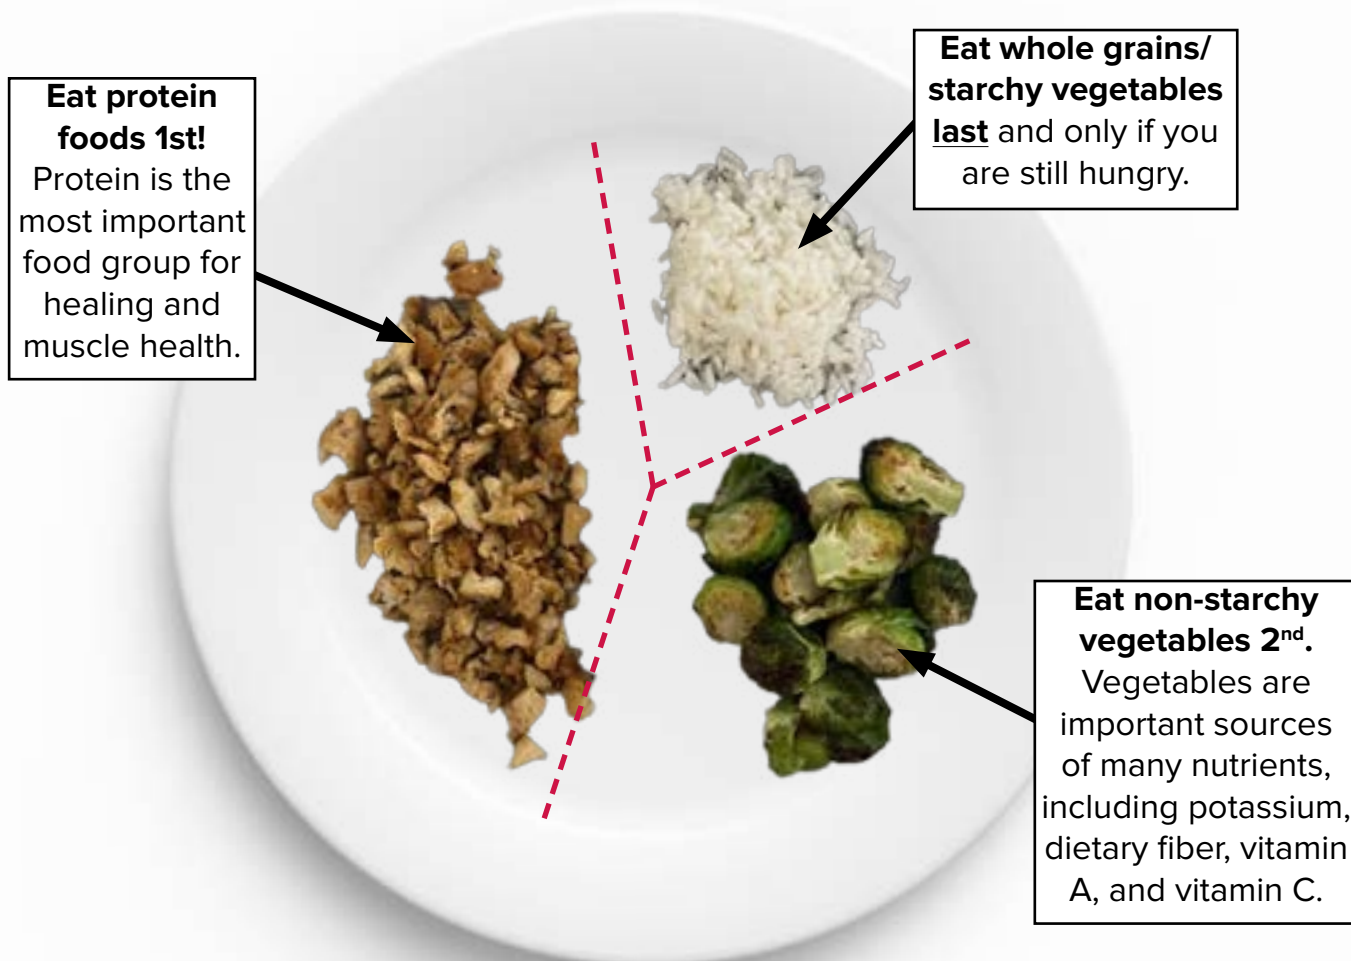 Eat protein
foods 1st!
Protein is the
most important
food group for
healing and
muscle health.
Eat whole grains/
starchy vegetables
last and only if you
are still hungry.
Eat non-starchy
vegetables 2nd.
Vegetables are
important sources
of many nutrients,
including potassium,
dietary fiber, vitamin
A, and vitamin C.